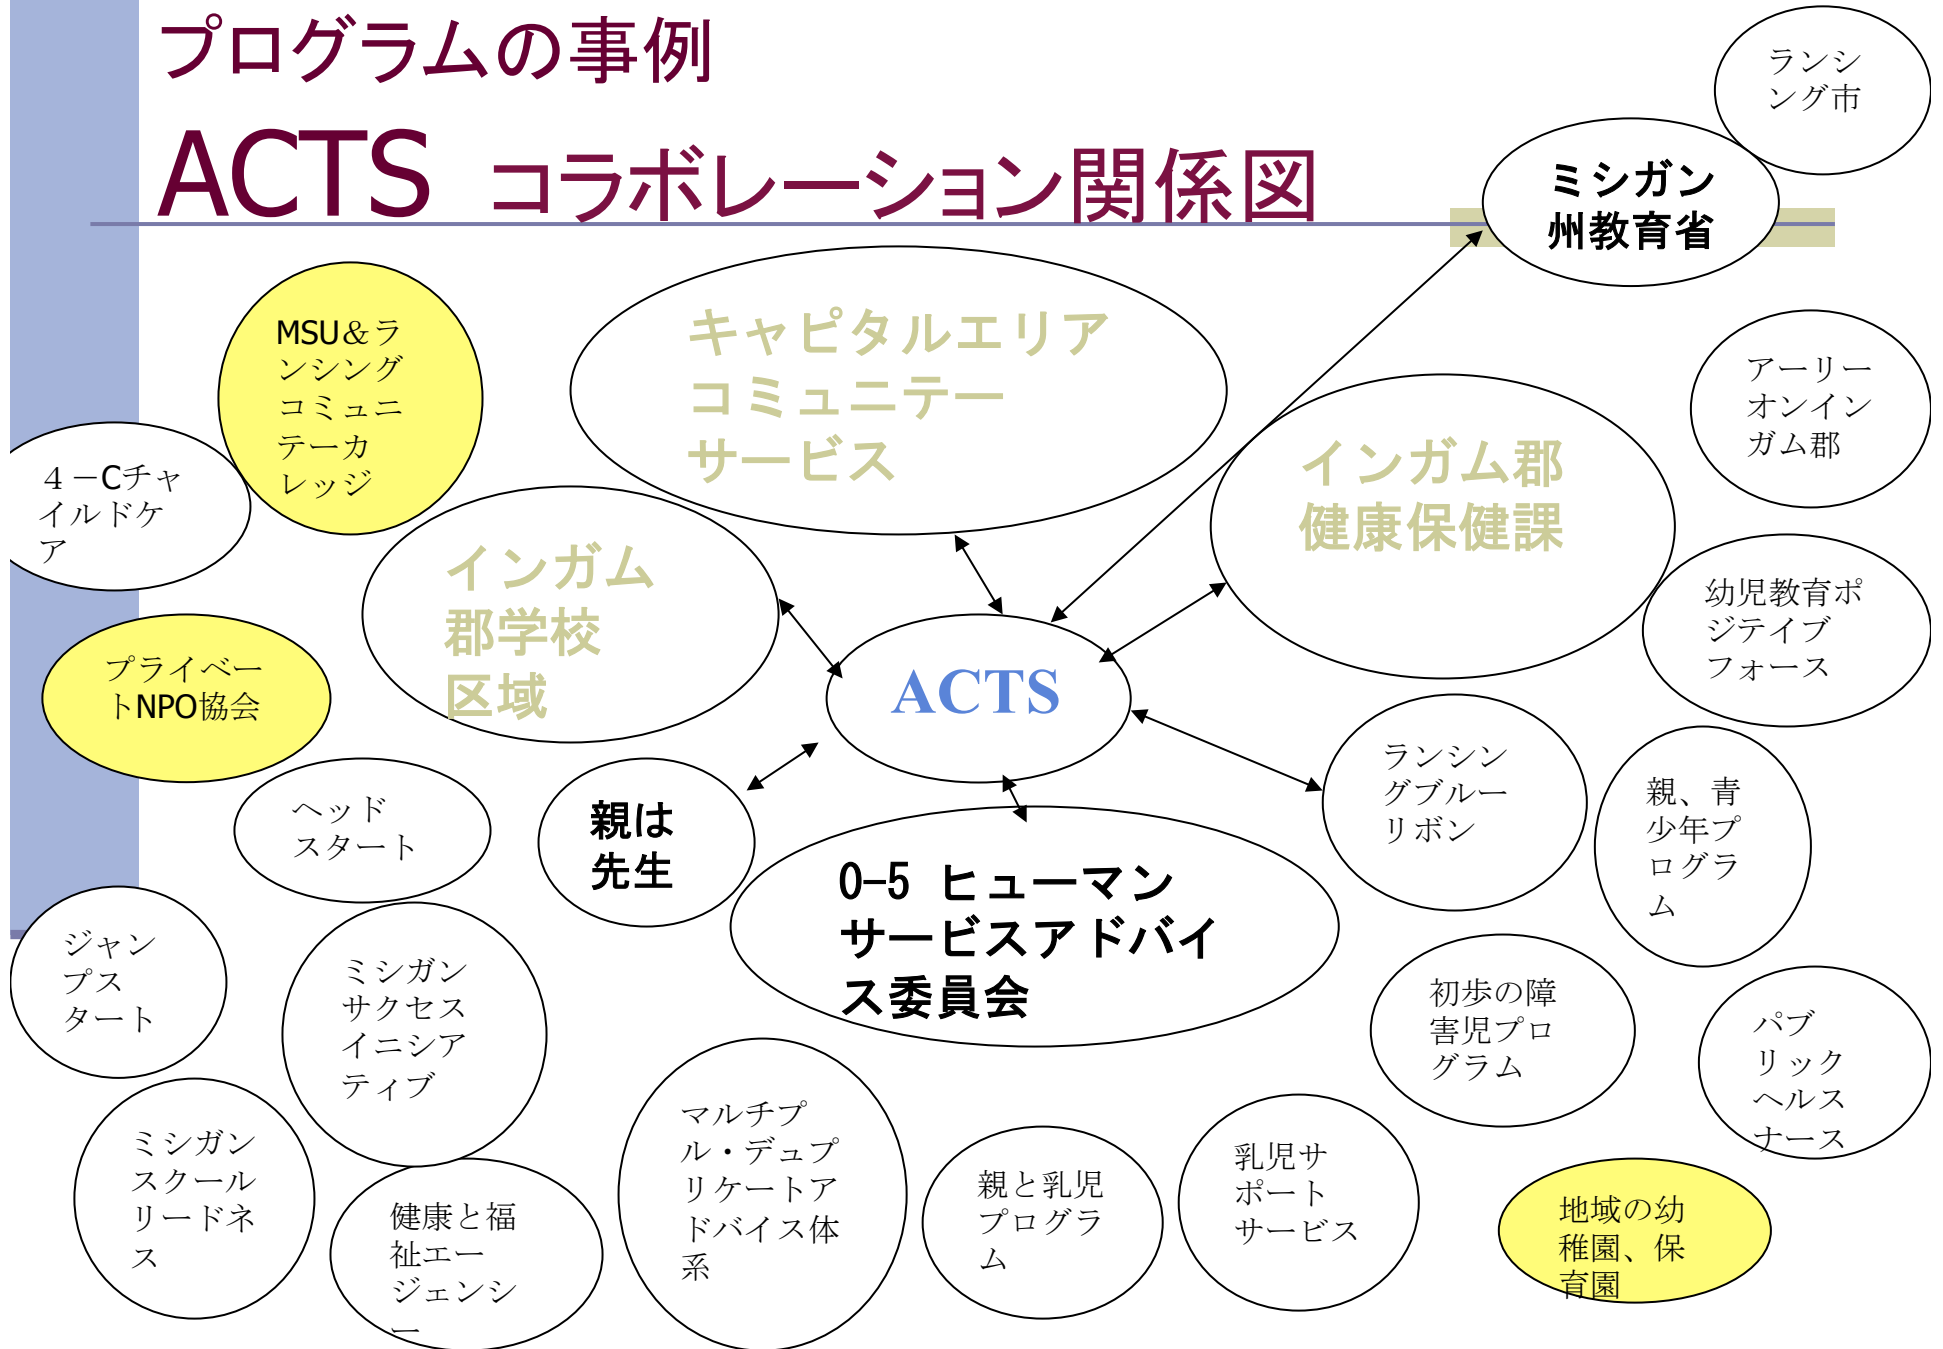 プログラムの事例
ACTS コラボレーション関係図
ランシ
ング市
ミシガン
州教育省
MSU&ラ
ンシング
コミュニ
テーカ
レッジ
キャピタルエリア
コミュニテー
サービス
インガム郡
健康保健課
アーリー
オンイン
ガム郡
4－Cチャ
イルドケ
ア
インガム
郡学校
区域
幼児教育ポ
ジテイブ
フォース
プライベー
トNPO協会
ACTS
ヘッド
スタート
親は
先生
ランシン
グブルー
リボン
親、青
少年プ
ログラ
ム
0-5 ヒューマン
サービスアドバイ
ス委員会
ジャン
プス
タート
ミシガン
サクセス
イニシア
ティブ
初歩の障
害児プロ
グラム
パブ
リック
ヘルス
ナース
ミシガン
スクール
リードネ
ス
健康と福
祉エー
ジェンシ
ー
マルチプ
ル・デュプ
リケートア
ドバイス体
系
親と乳児
プログラ
ム
乳児サ
ポート
サービス
地域の幼
稚園、保
育園